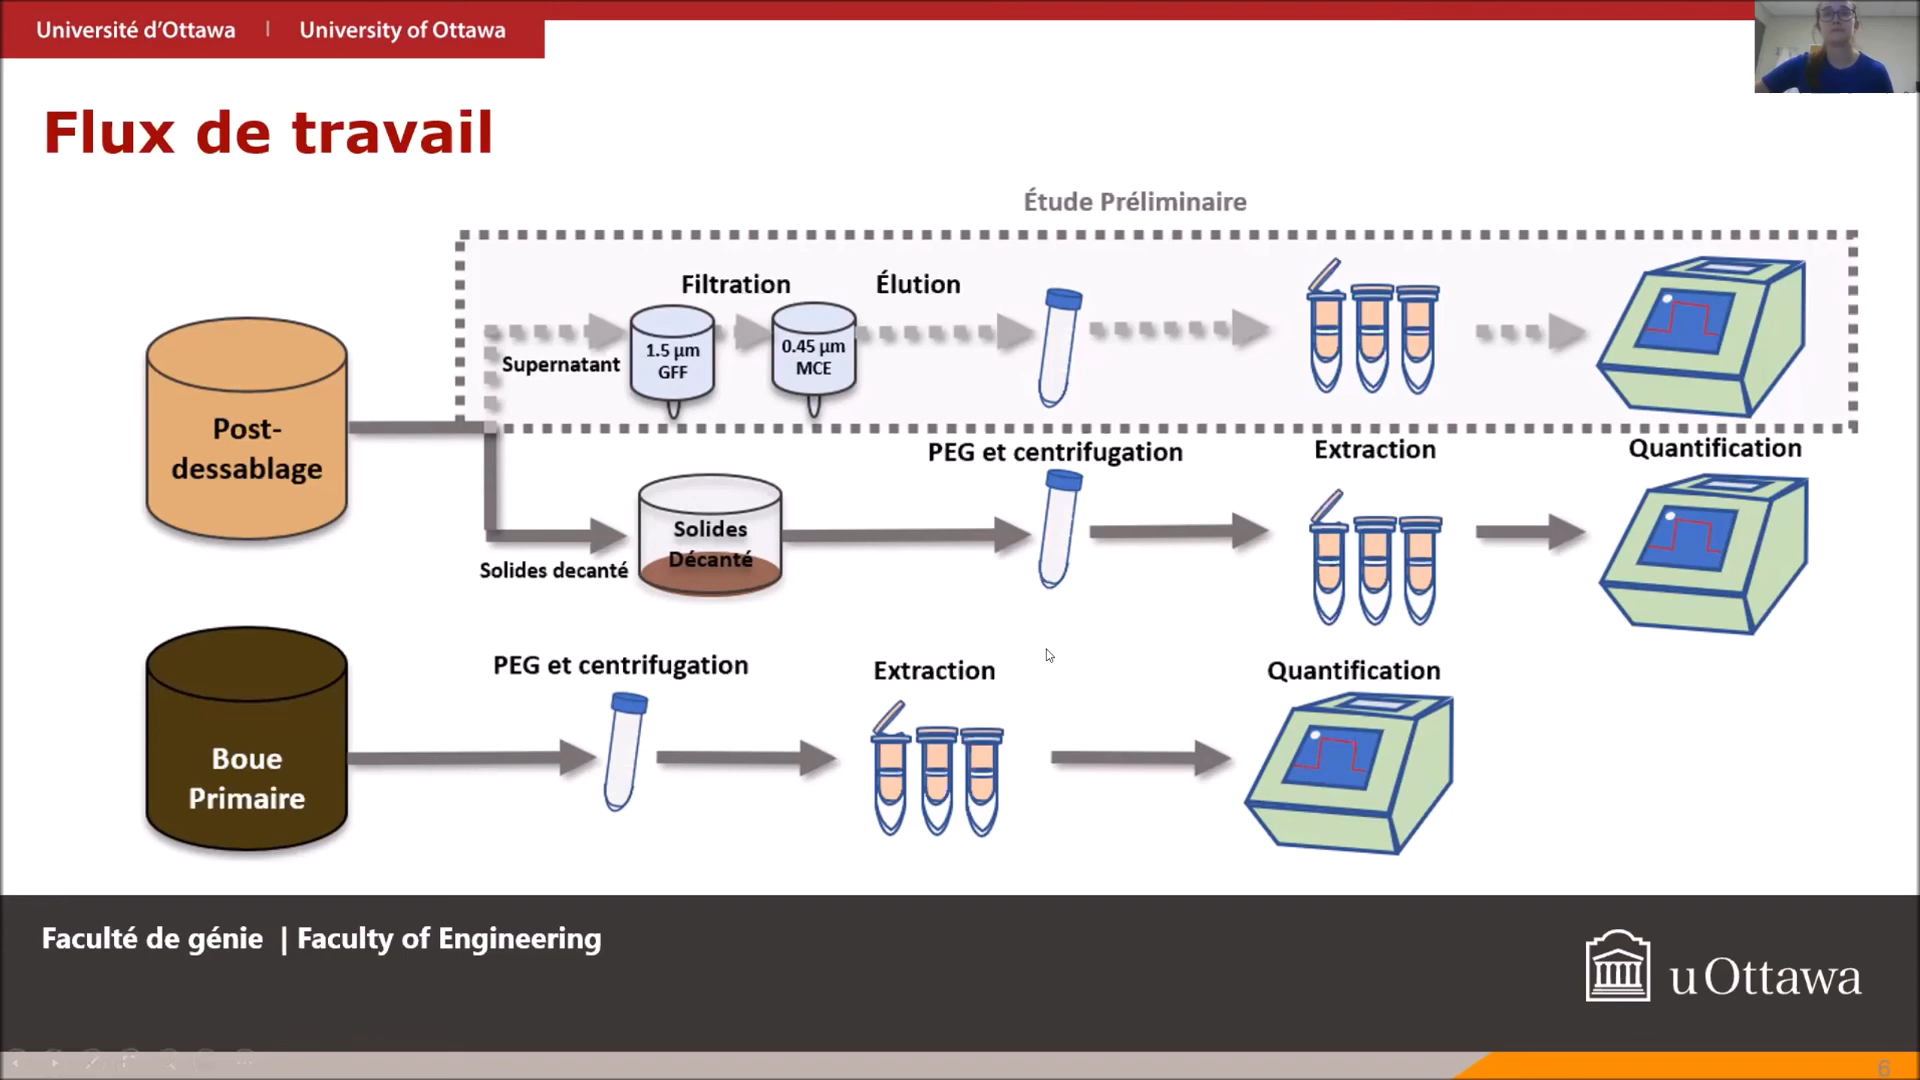 Université d'Ottawa | University of Ottawa
Flux de travail
Étude Préliminaire
Filtration
Élution
Supernatant
1.5 µm
GFF
0.45 µm
MCE
Post-
dessablage
PEG et centrifugation
Extraction
Quantification
Solides
Décanté
Solides decanté
PEG et centrifugation
Extraction
Quantification
Boue
Primaire
Faculté de génie | Faculty of Engineering
uOttawa
6